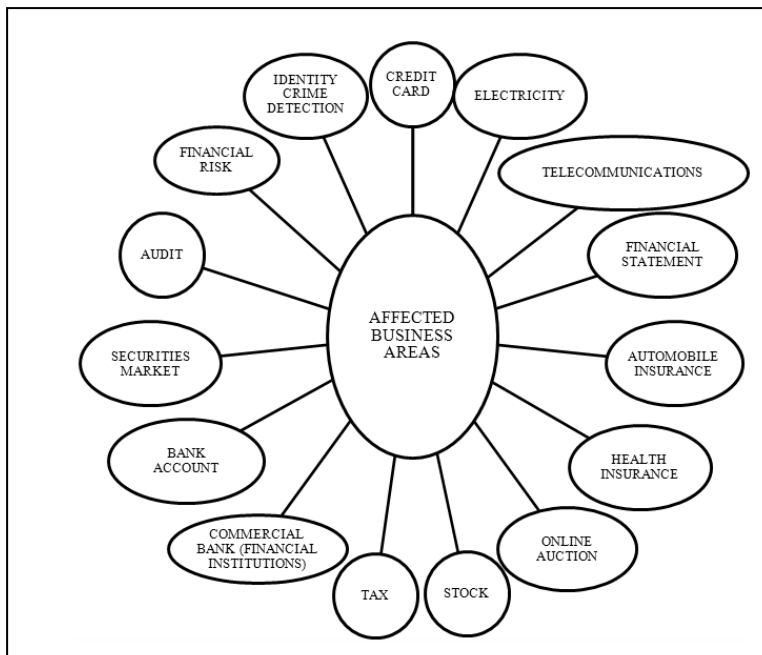 CREDIT
CARD
ELECTRICITY
TELECOMMUNICATIONS
FINANCIAL
STATEMENT
AUTOMOBILE
INSURANCE
HEALTH
INSURANCE
ONLINE
AUCTION
STOCK
TAX
COMMERCIAL
BANK (FINANCIAL
INSTITUTIONS)
BANK
ACCOUNT
SECURITIES
MARKET
AUDIT
FINANCIAL
RISK
IDENTITY
CRIME
DETECTION
AFFECTED
BUSINESS
AREAS